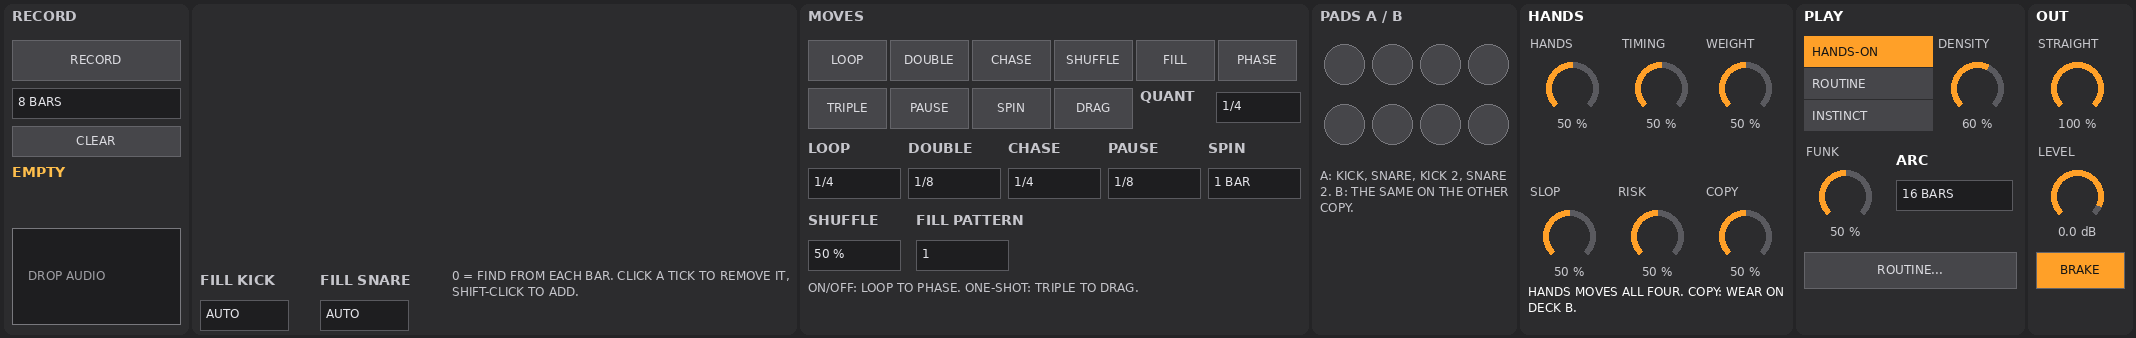 RECORD
RECORD
8 BARS
CLEAR
EMPTY
DROP AUDIO
FILL KICK
AUTO
FILL SNARE
AUTO
0 = FIND FROM EACH BAR. CLICK A TICK TO REMOVE IT,
SHIFT-CLICK TO ADD.
MOVES
LOOP DOUBLE CHASE SHUFFLE FILL PHASE
TRIPLE PAUSE SPIN DRAG QUANT 1/4
LOOP DOUBLE CHASE PAUSE SPIN
1/4 1/8 1/4 1/8 1 BAR
SHUFFLE FILL PATTERN
50 % 1
ON/OFF: LOOP TO PHASE. ONE-SHOT: TRIPLE TO DRAG.
PADS A / B
A: KICK, SNARE, KICK 2, SNARE
2. B: THE SAME ON THE OTHER
COPY.
HANDS
HANDS TIMING WEIGHT
50 % 50 % 50 %
SLOP RISK COPY
50 % 50 % 50 %
HANDS MOVES ALL FOUR. COPY: WEAR ON
DECK B.
PLAY
HANDS-ON
ROUTINE
INSTINCT
DENSITY
60 %
FUNK
50 %
ARC
16 BARS
ROUTINE...
OUT
STRAIGHT
100 %
LEVEL
0.0 dB
BRAKE